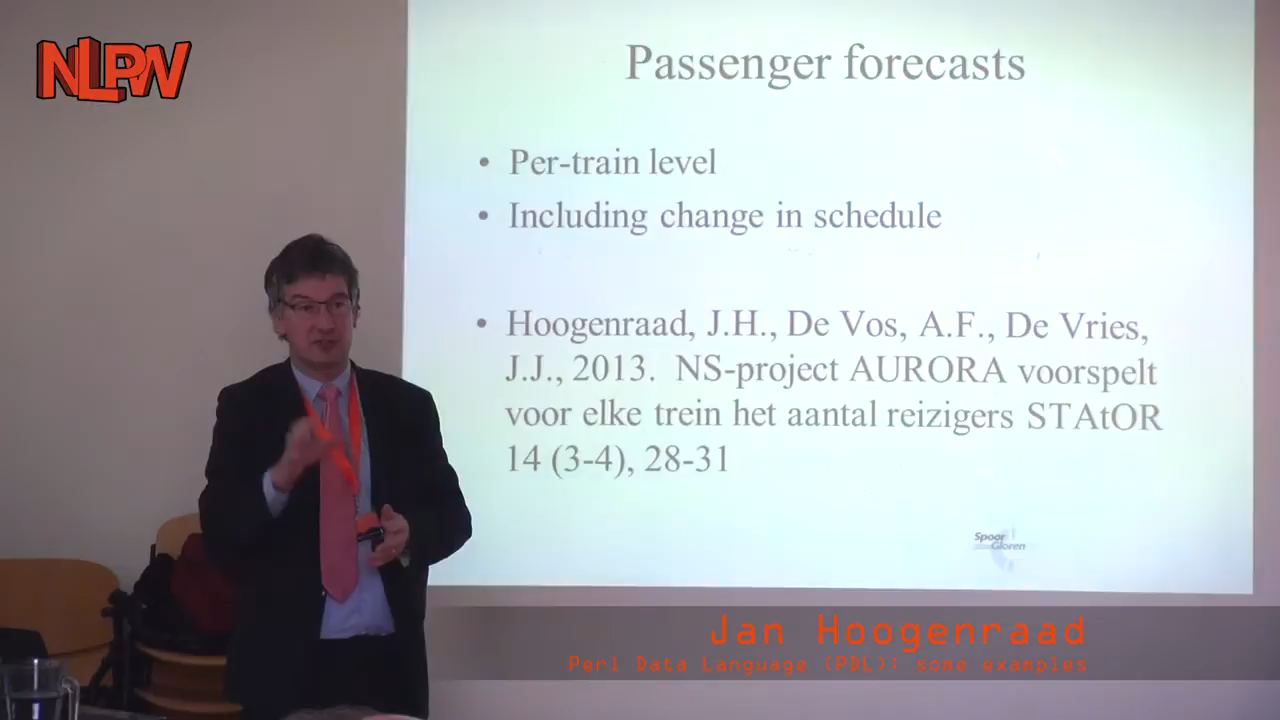 NLPW
Passenger forecasts
• Per-train level
• Including change in schedule
• Hoogenraad, J.H., De Vos, A.F., De Vries,
J.J., 2013. NS-project AURORA voorspelt
voor elke trein het aantal reizigers STAtOR
14 (3-4), 28-31
Spoor
Gloren
Jan Hoogenraad
Perl Data Language (PDL): some examples